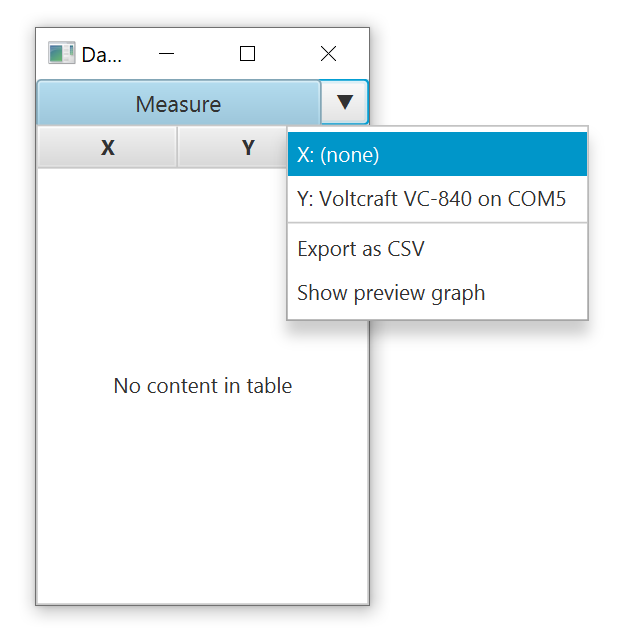 Da...
Measure
X Y
X: (none)
Y: Voltcraft VC-840 on COM5
Export as CSV
Show preview graph
No content in table